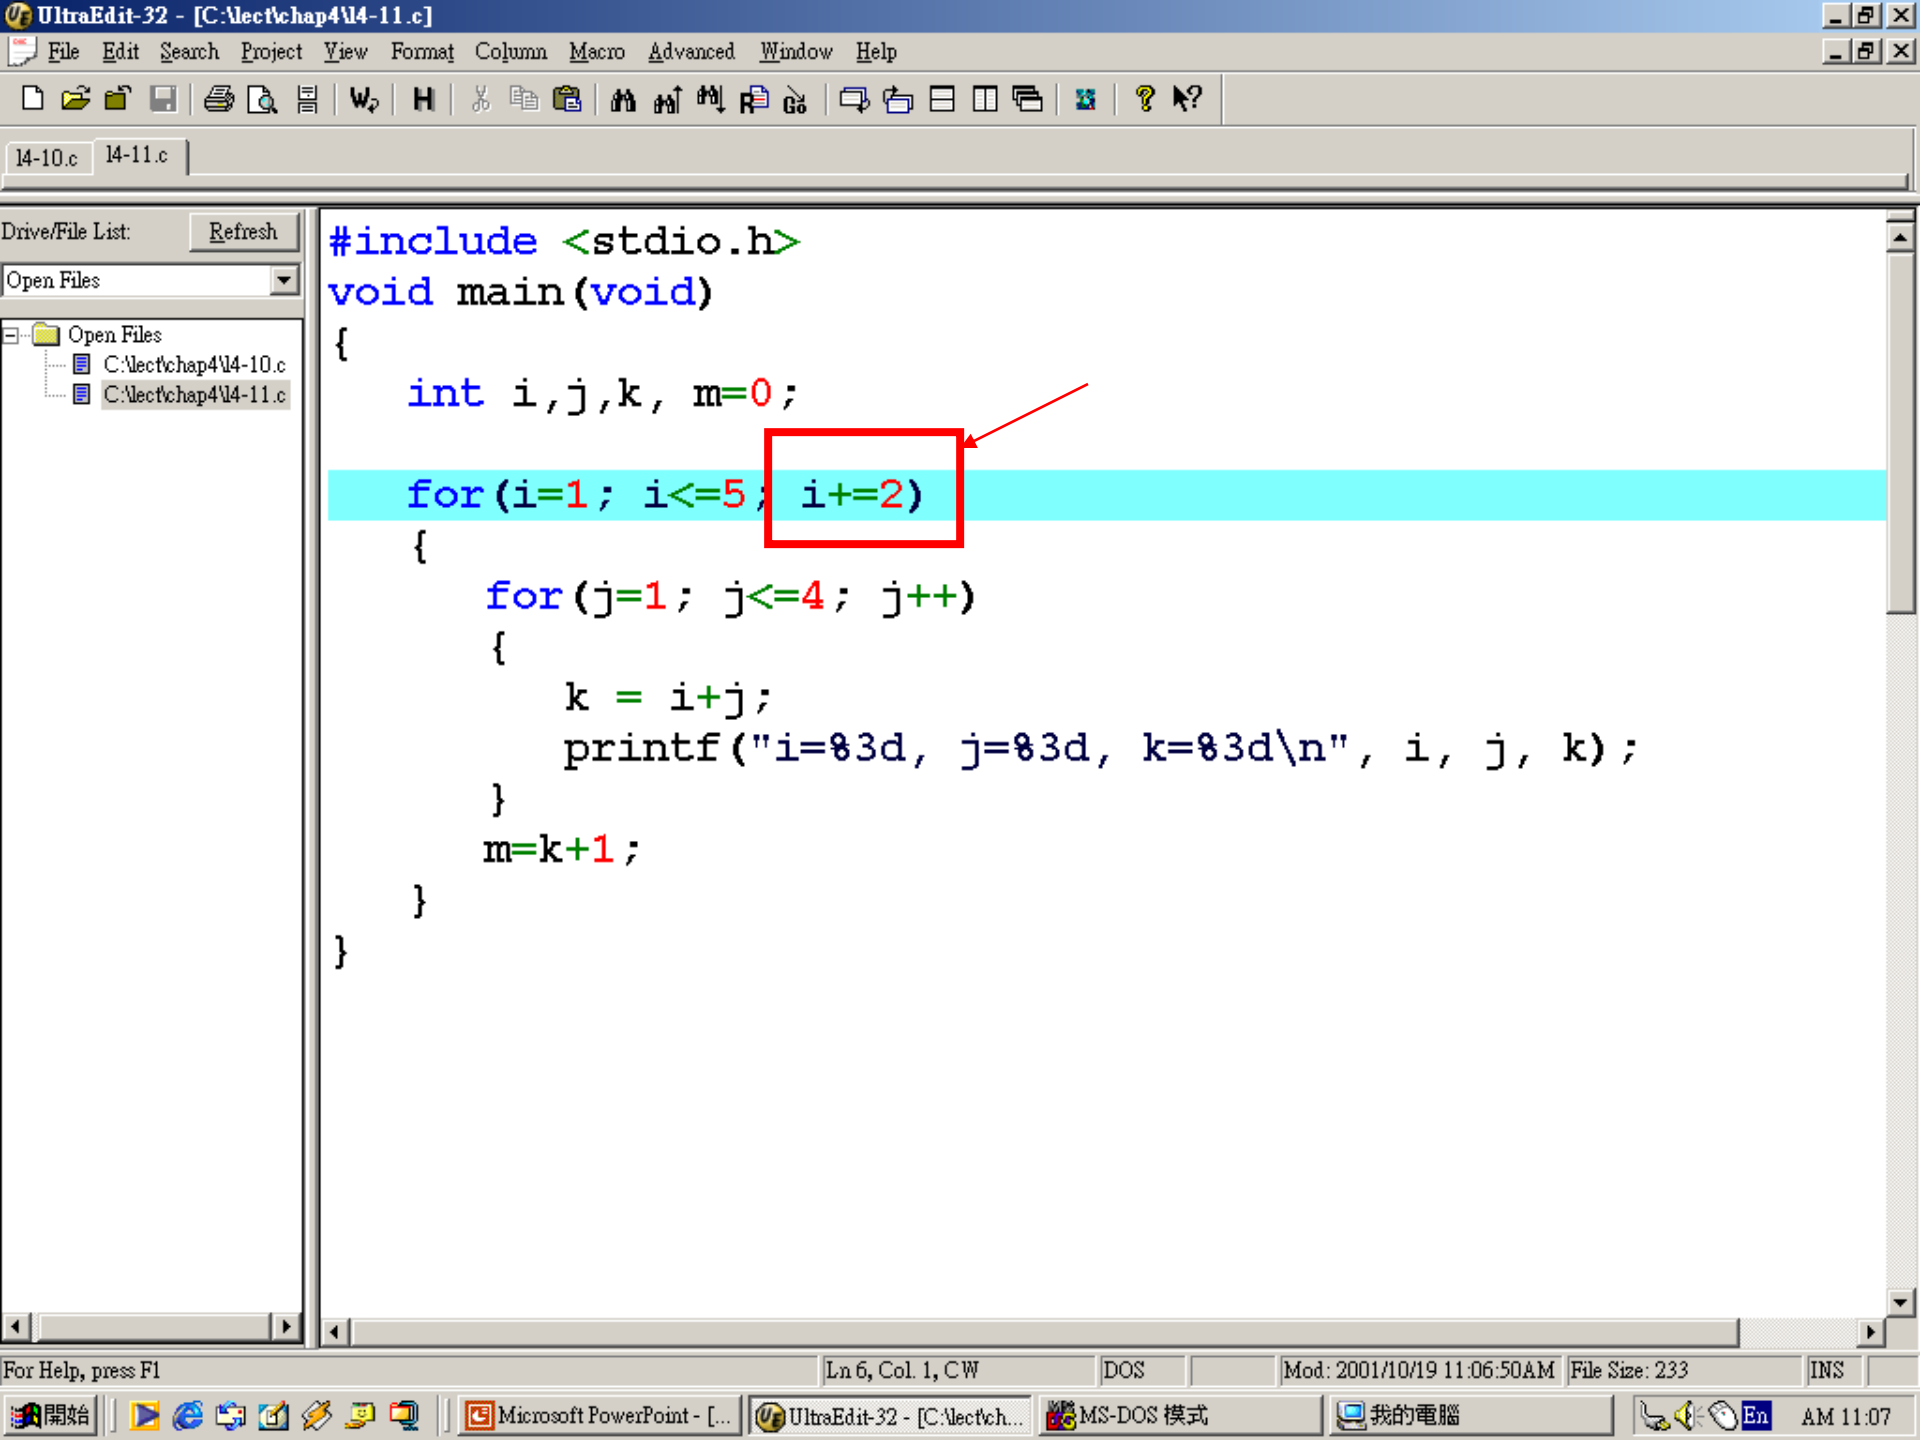 UltraEdit-32 - [C:\lect\chap4\l4-11.c]
File Edit Search Project View Format Column Macro Advanced Window Help
l4-10.c l4-11.c
Drive/File List: Refresh
Open Files
Open Files
C:\lect\chap4\l4-10.c
C:\lect\chap4\l4-11.c
#include <stdio.h>
void main(void)
{
int i,j,k, m=0;
for(i=1; i<=5; i+=2)
{
for(j=1; j<=4; j++)
{
k = i+j;
printf("i=%3d, j=%3d, k=%3d\n", i, j, k);
}
m=k+1;
}
}
For Help, press F1 Ln 6, Col. 1, CW DOS Mod: 2001/10/19 11:06:50AM File Size: 233 INS
開始 Microsoft PowerPoint - [... UltraEdit-32 - [C:\lect\ch... MS-DOS 模式 我的電腦 En AM 11:07